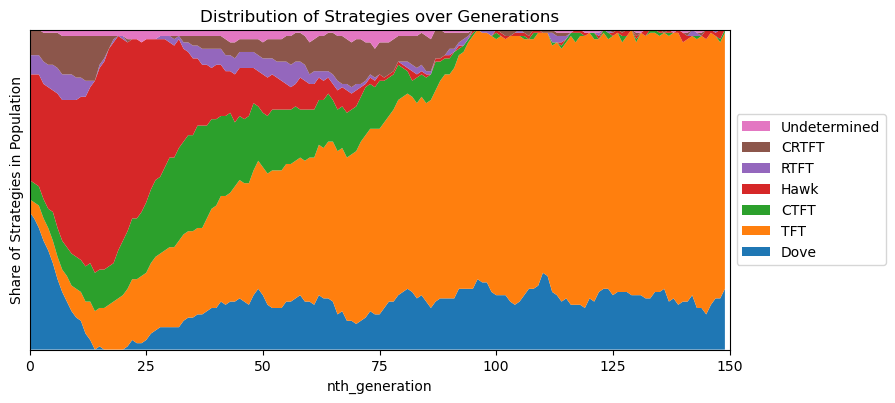 Distribution of Strategies over Generations
Share of Strategies in Population
Undetermined
CRTFT
RTFT
Hawk
CTFT
TFT
Dove
0 25 50 75 100 125 150
nth_generation